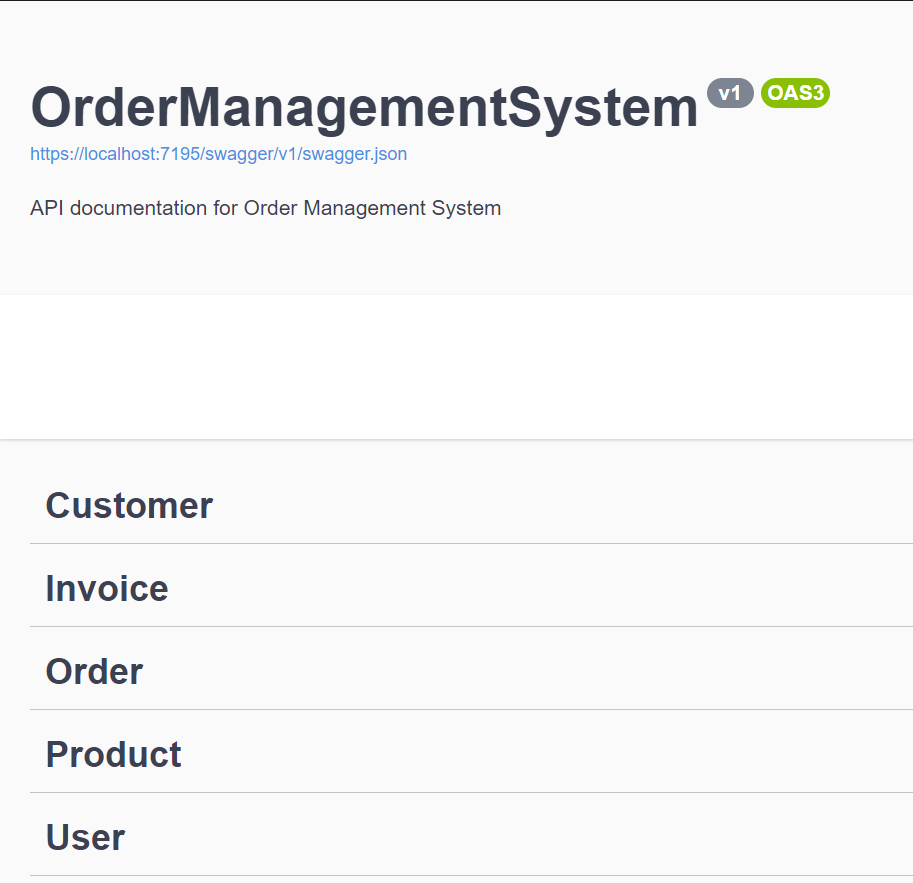 OrderManagementSystem v1 OAS3
https://localhost:7195/swagger/v1/swagger.json
API documentation for Order Management System
Customer
Invoice
Order
Product
User